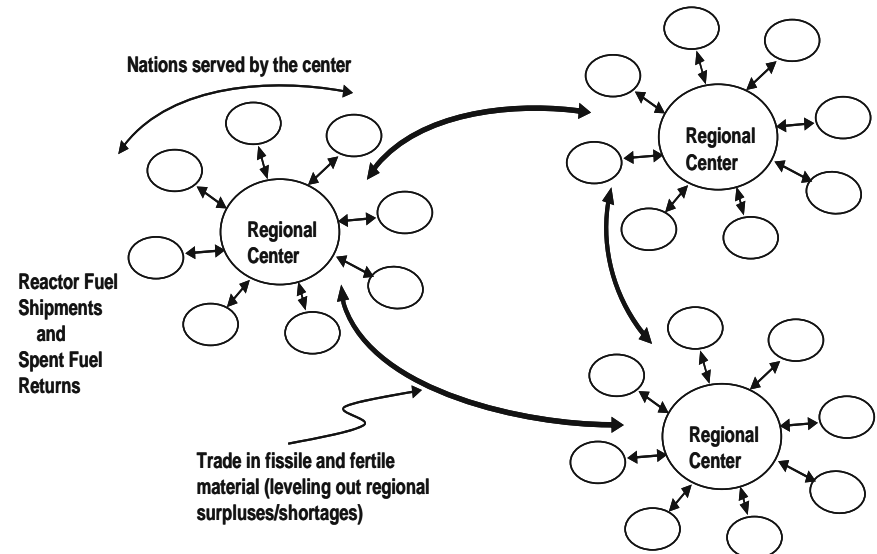 Nations served by the center
Regional
Center
Regional
Center
Reactor Fuel
Shipments
and
Spent Fuel
Returns
Regional
Center
Trade in fissile and fertile
material (leveling out regional
surpluses/shortages)